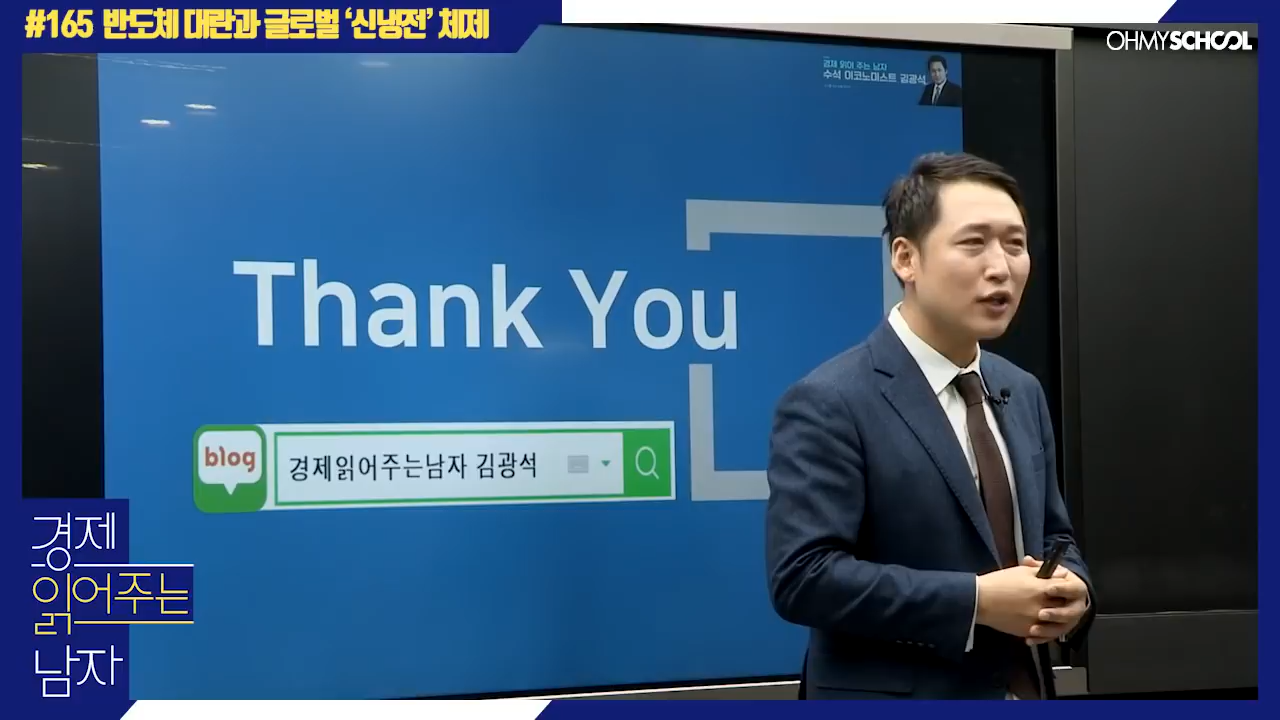 #165 반도체 대란과 글로벌 ‘신냉전’ 체제
OHMYSCHOOL
경제 읽어 주는 남자
수석 이코노미스트 김광석
Thank You
blog
경제읽어주는남자 김광석
경제
읽어주는
남자